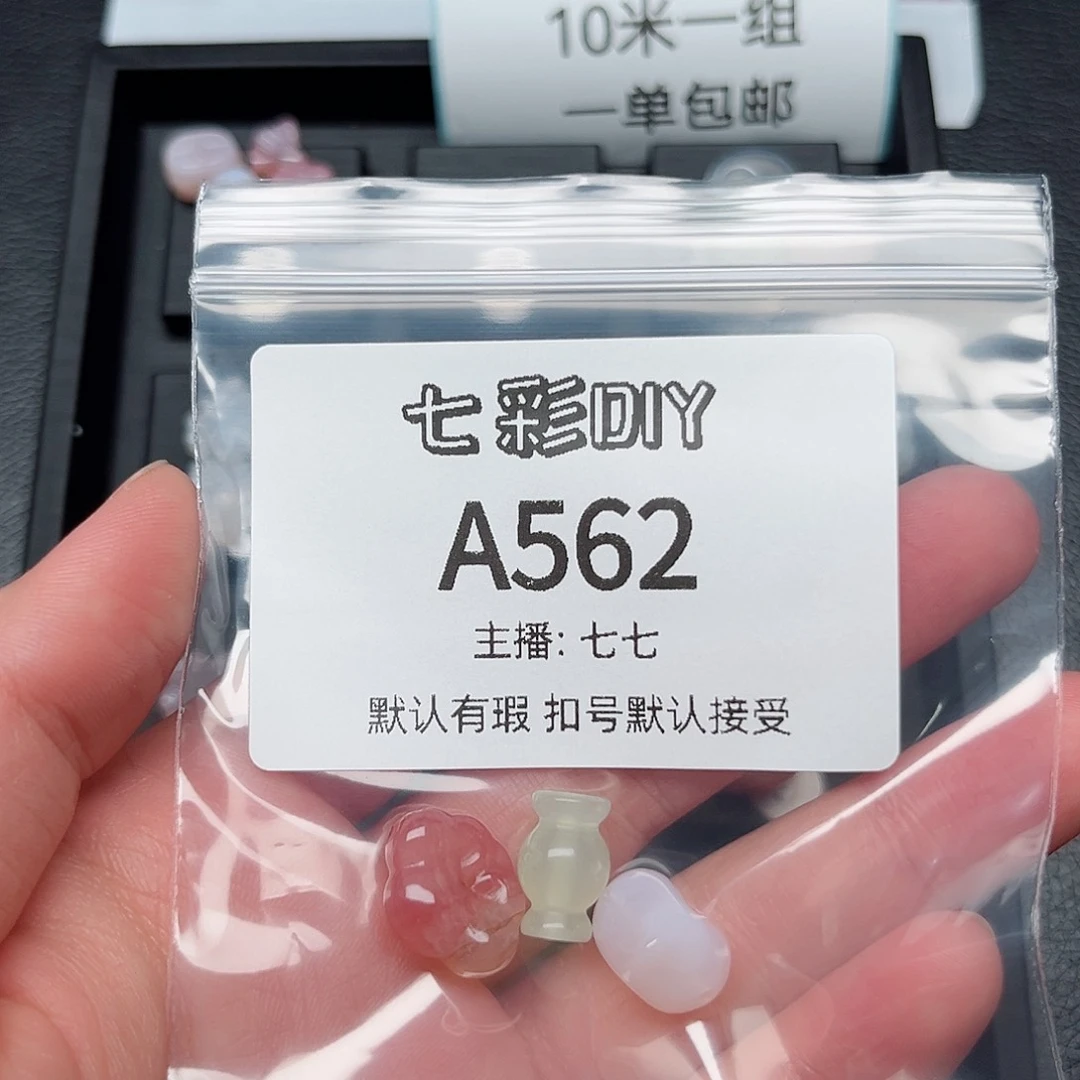 10米一组
一单包邮
七彩DIY
A562
主播: 七七
默认有瑕 扣号默认接受